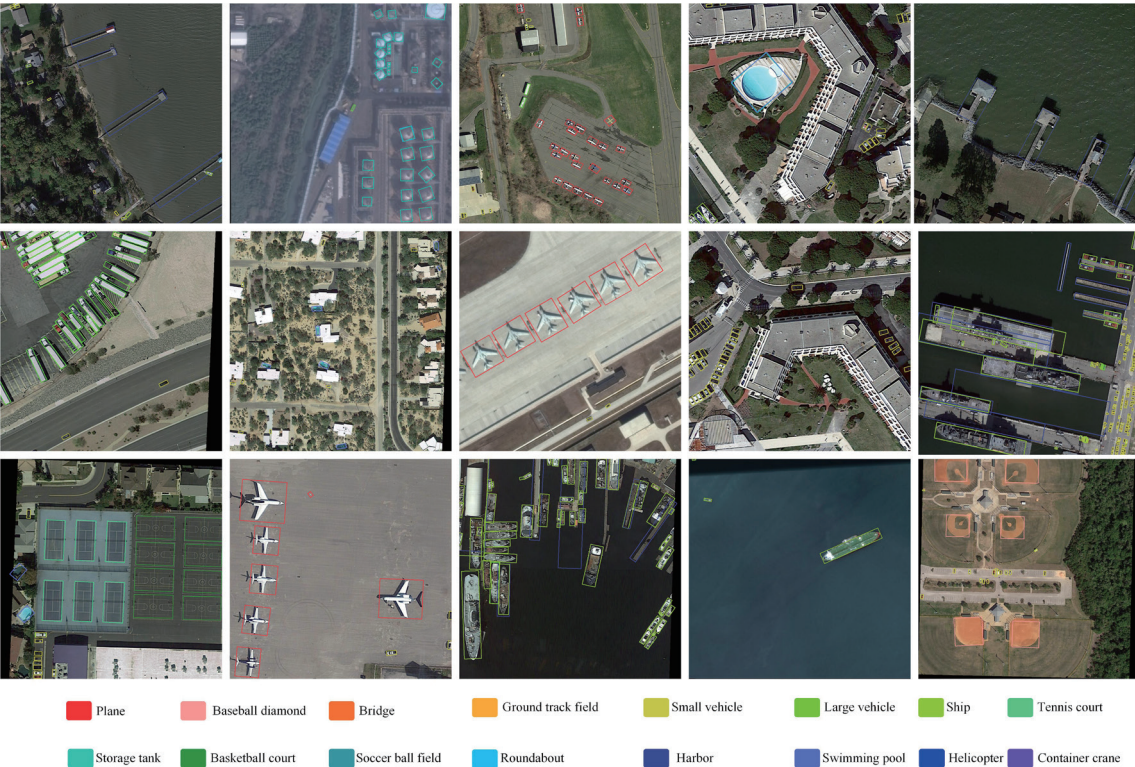 Plane Baseball diamond Bridge Ground track field Small vehicle Large vehicle Ship Tennis court
Storage tank Basketball court Soccer ball field Roundabout Harbor Swimming pool Helicopter Container crane